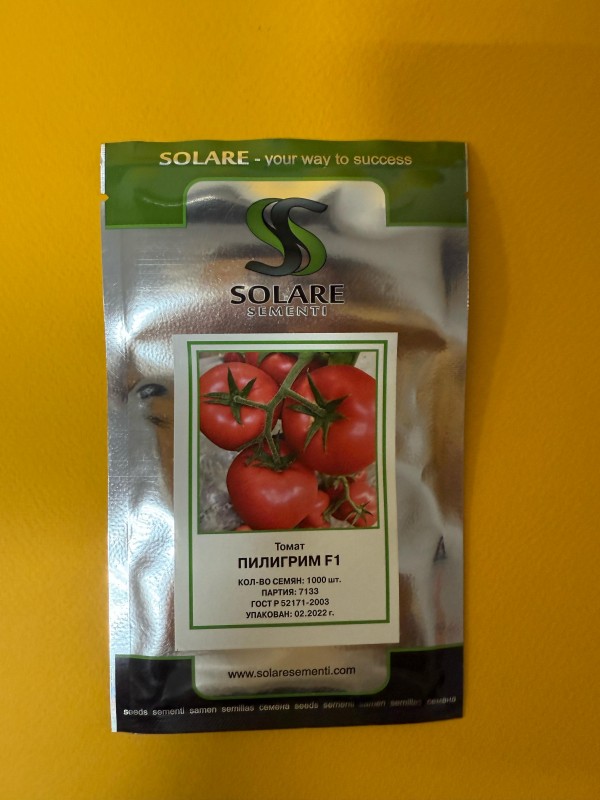 SOLARE - your way to success
SOLARE
SEMENTI
Томат
ПИЛИГРИМ F1
КОЛ-ВО СЕМЯН: 1000 шт.
ПАРТИЯ: 7133
ГОСТ Р 52171-2003
УПАКОВАН: 02.2022 г.
www.solaresementi.com
seeds sementi samen semillas семена seeds sementi samen semillas семена